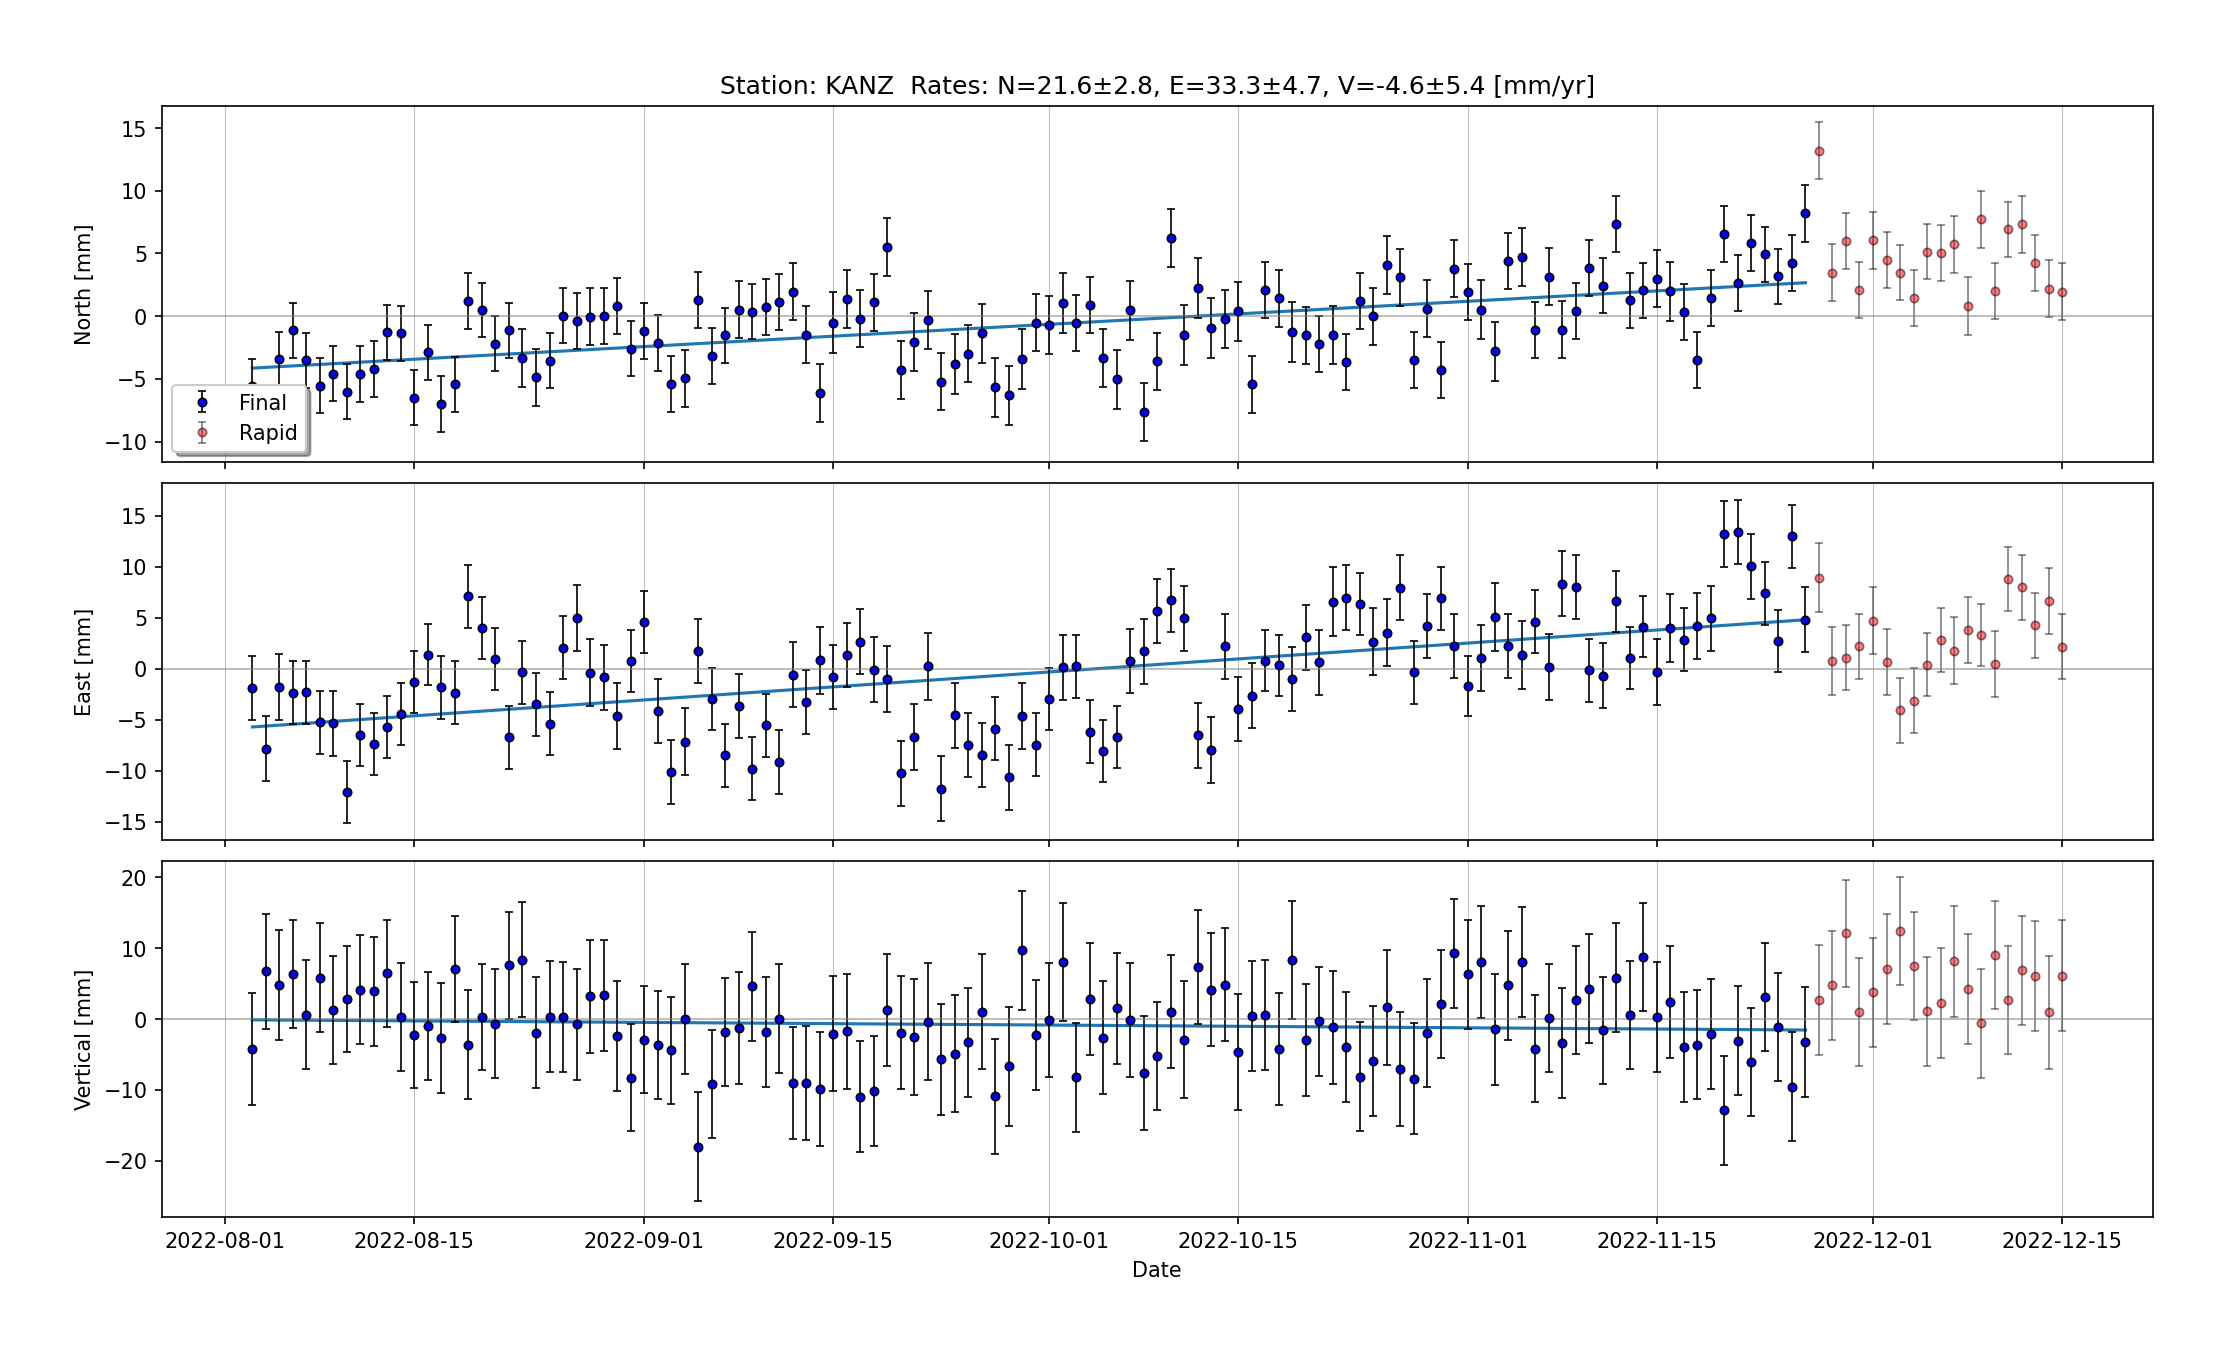 Station: KANZ  Rates: N=21.6±2.8, E=33.3±4.7, V=-4.6±5.4 [mm/yr]
North [mm]
15
10
5
0
−5
−10
Final
Rapid
East [mm]
15
10
5
0
−5
−10
−15
Vertical [mm]
20
10
0
−10
−20
2022-08-01 2022-08-15 2022-09-01 2022-09-15 2022-10-01 2022-10-15 2022-11-01 2022-11-15 2022-12-01 2022-12-15
Date